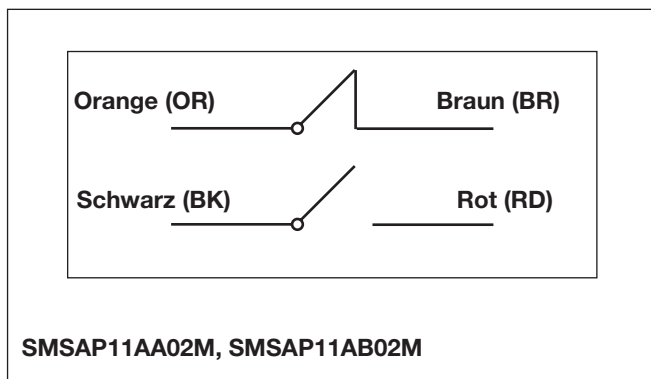 Orange (OR) Braun (BR)
Schwarz (BK) Rot (RD)
SMSAP11AA02M, SMSAP11AB02M